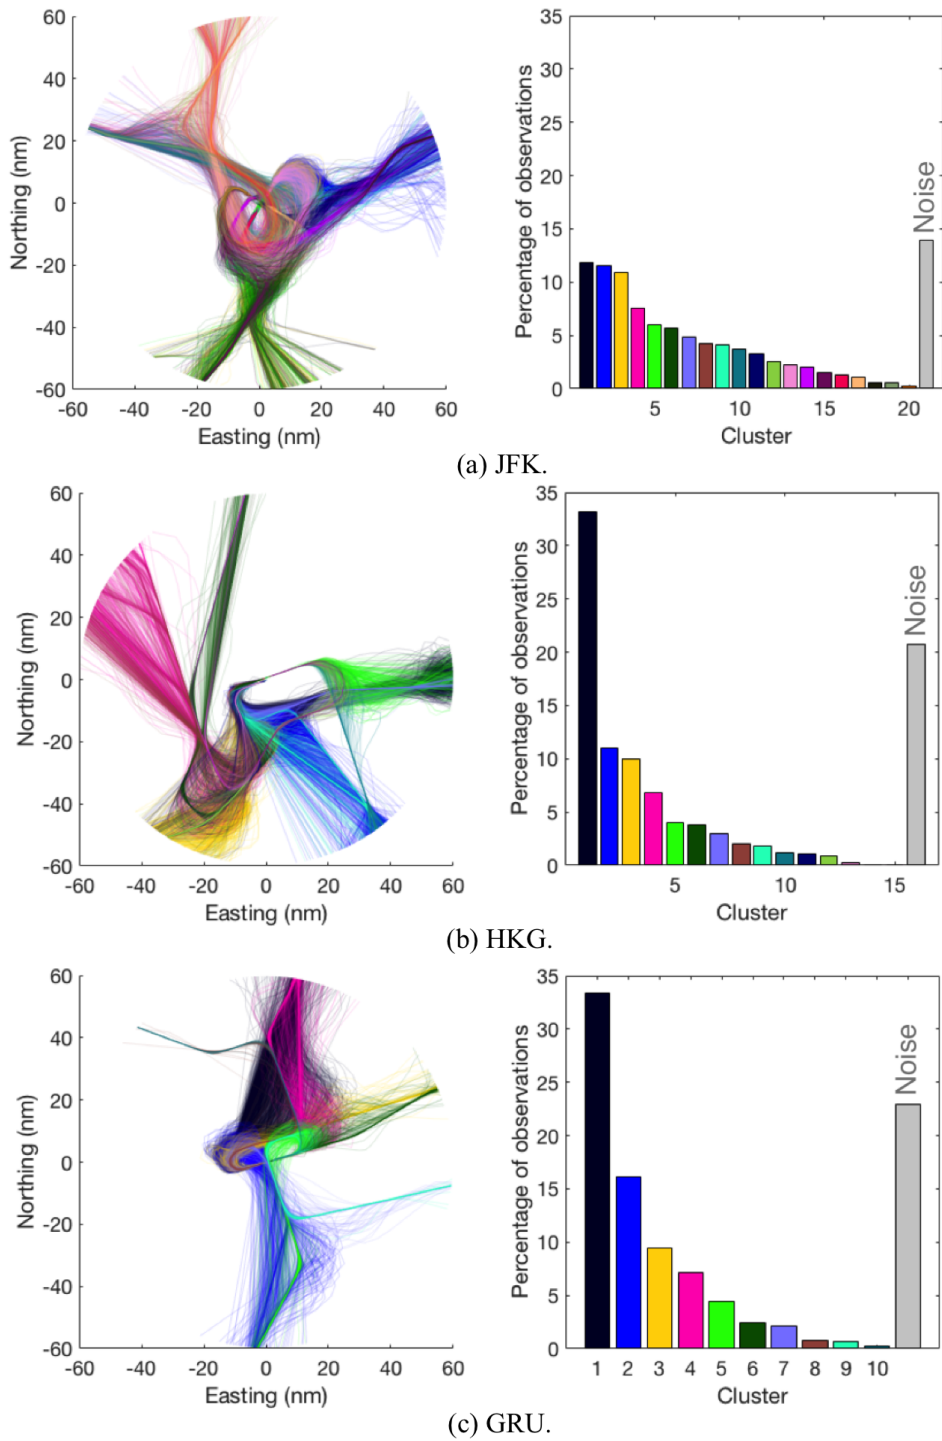 60
40
20
0
-20
-40
-60
Northing (nm)
-60 -40 -20 0 20 40 60
Easting (nm)
35
30
25
20
15
10
5
0
Percentage of observations
Noise
5 10 15 20
Cluster
(a) JFK.
60
40
20
0
-20
-40
-60
Northing (nm)
-60 -40 -20 0 20 40 60
Easting (nm)
35
30
25
20
15
10
5
0
Percentage of observations
Noise
5 10 15
Cluster
(b) HKG.
60
40
20
0
-20
-40
-60
Northing (nm)
-60 -40 -20 0 20 40 60
Easting (nm)
35
30
25
20
15
10
5
0
Percentage of observations
Noise
1 2 3 4 5 6 7 8 9 10
Cluster
(c) GRU.